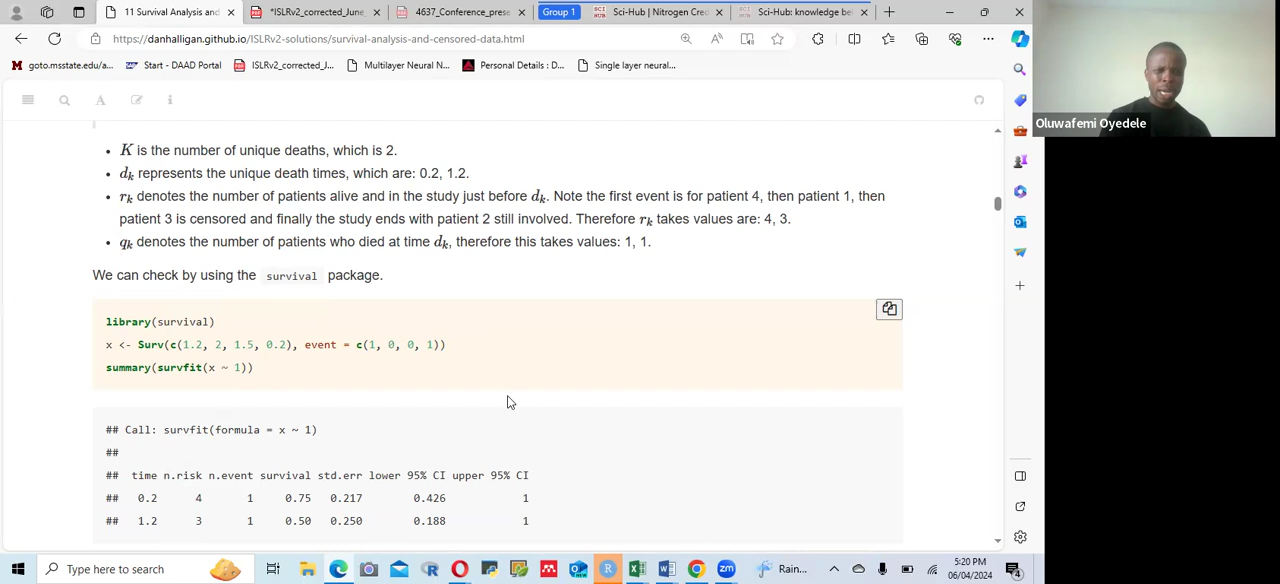 11 Survival Analysis and
*ISLRv2_corrected_June_
4637_Conference_prese
Group 1
SCI HUB
Sci-Hub | Nitrogen Creo
Sci-Hub: knowledge be
https://danhalligan.github.io/ISLRv2-solutions/survival-analysis-and-censored-data.html
goto.msstate.edu/a...
Start - DAAD Portal
ISLRv2_corrected_J...
Multilayer Neural N...
Personal Details : D...
Single layer neural...
Oluwafemi Oyedele
• K is the number of unique deaths, which is 2.
• dk represents the unique death times, which are: 0.2, 1.2.
• rk denotes the number of patients alive and in the study just before dk. Note the first event is for patient 4, then patient 1, then
patient 3 is censored and finally the study ends with patient 2 still involved. Therefore rk takes values are: 4, 3.
• qk denotes the number of patients who died at time dk, therefore this takes values: 1, 1.
We can check by using the survival package.
library(survival)
x <- Surv(c(1.2, 2, 1.5, 0.2), event = c(1, 0, 0, 1))
summary(survfit(x ~ 1))
## Call: survfit(formula = x ~ 1)
##
## time n.risk n.event survival std.err lower 95% CI upper 95% CI
## 0.2 4 1 0.75 0.217 0.426 1
## 1.2 3 1 0.50 0.250 0.188 1
Type here to search
Rain...
5:20 PM
06/04/2024